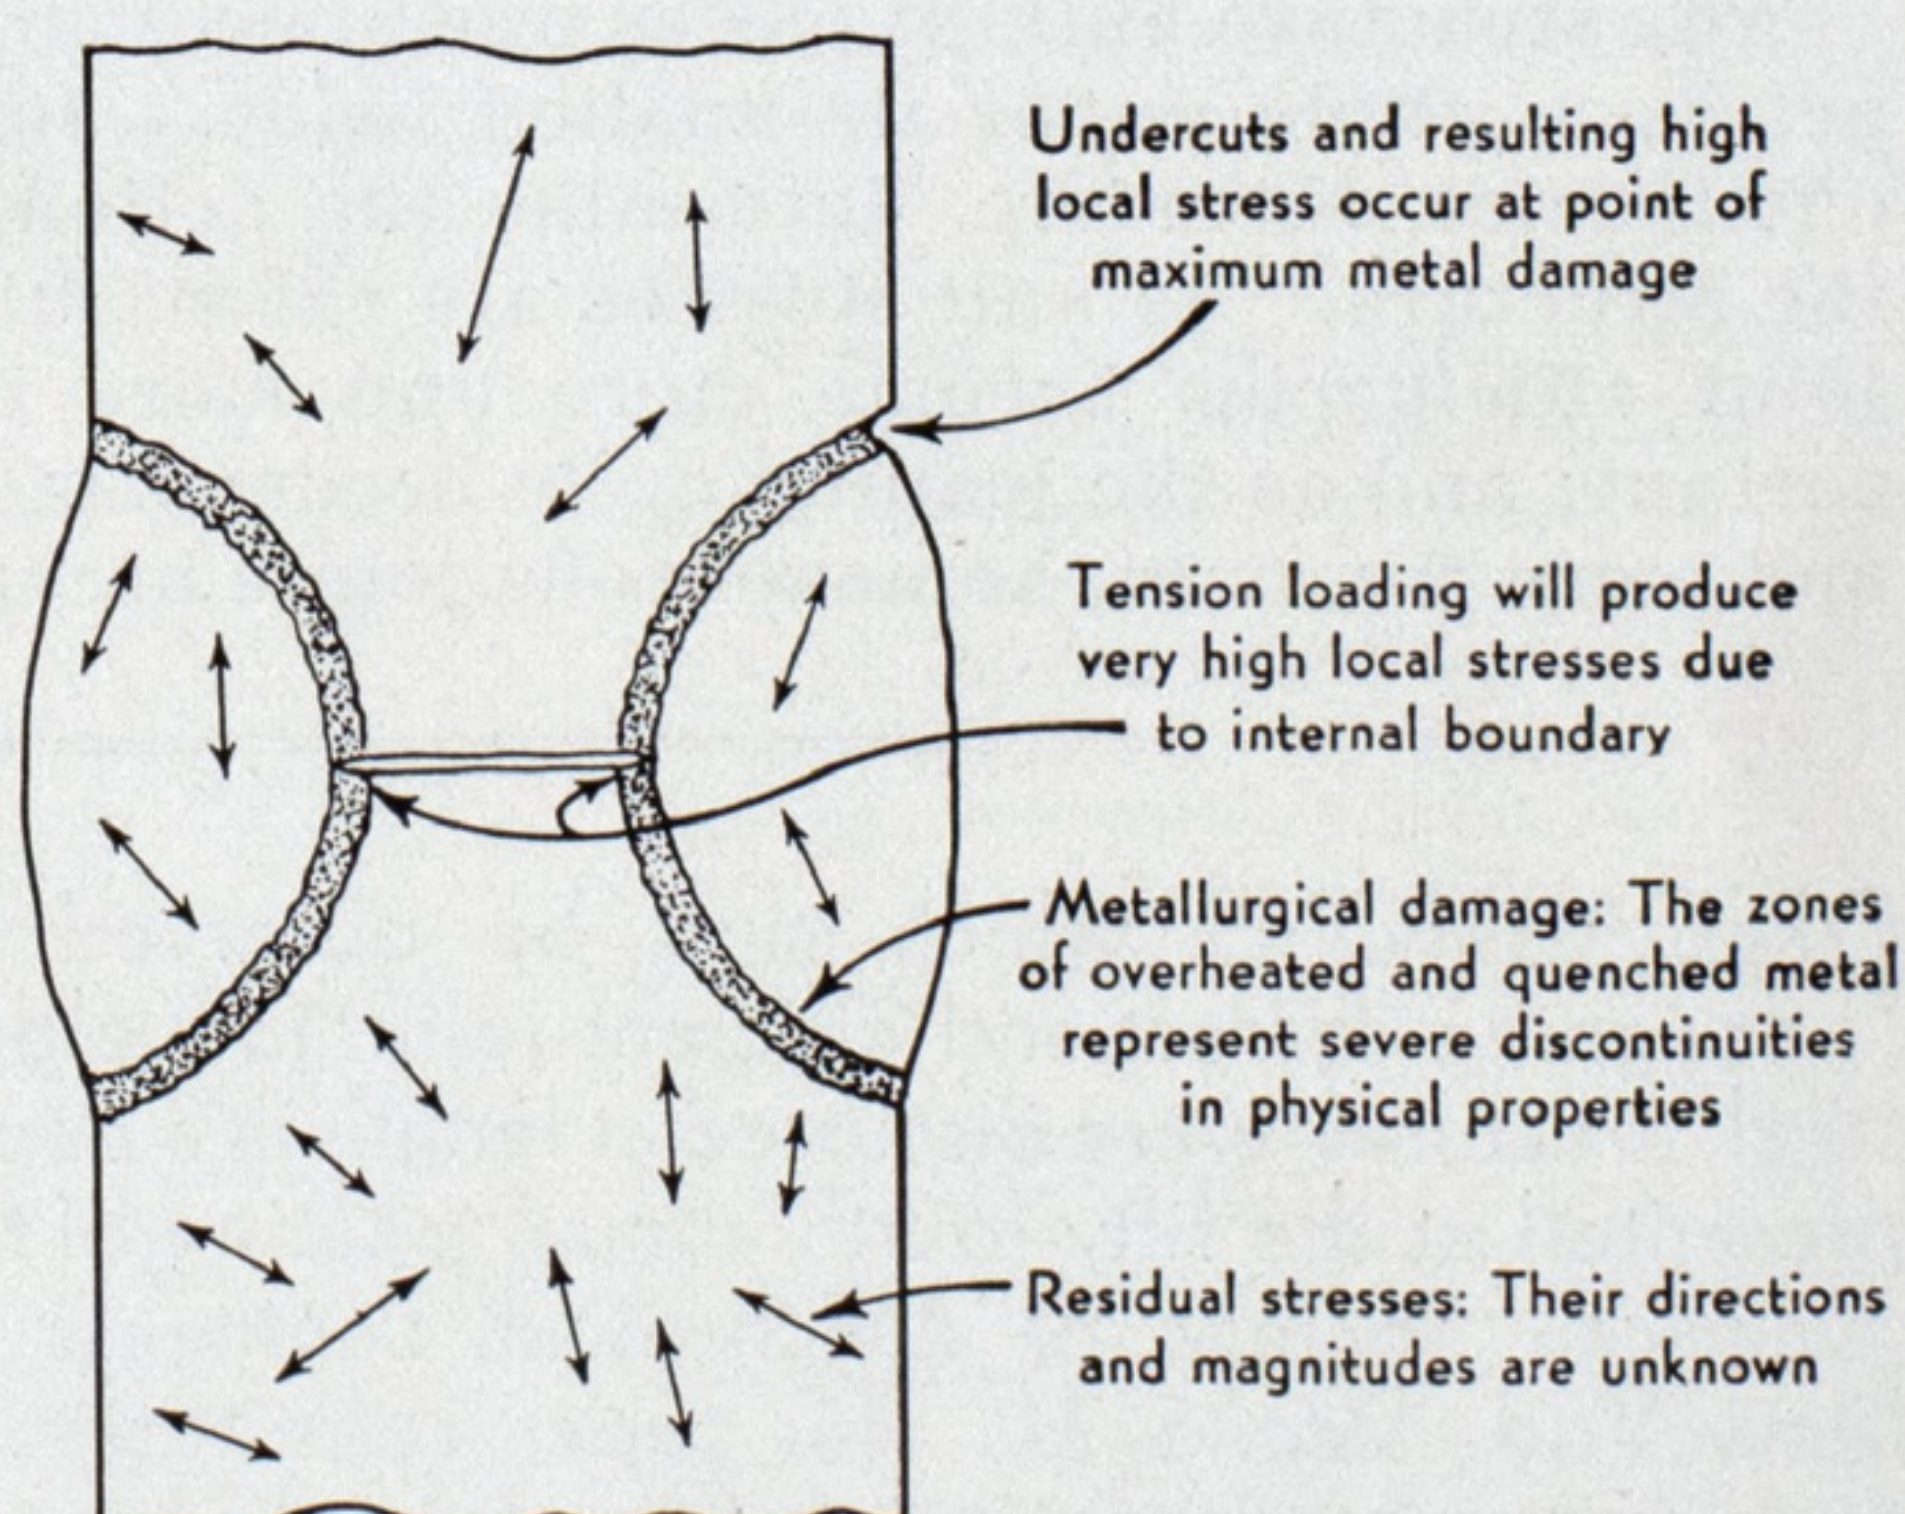 Undercuts and resulting high
local stress occur at point of
maximum metal damage
Tension loading will produce
very high local stresses due
to internal boundary
Metallurgical damage: The zones
of overheated and quenched metal
represent severe discontinuities
in physical properties
Residual stresses: Their directions
and magnitudes are unknown